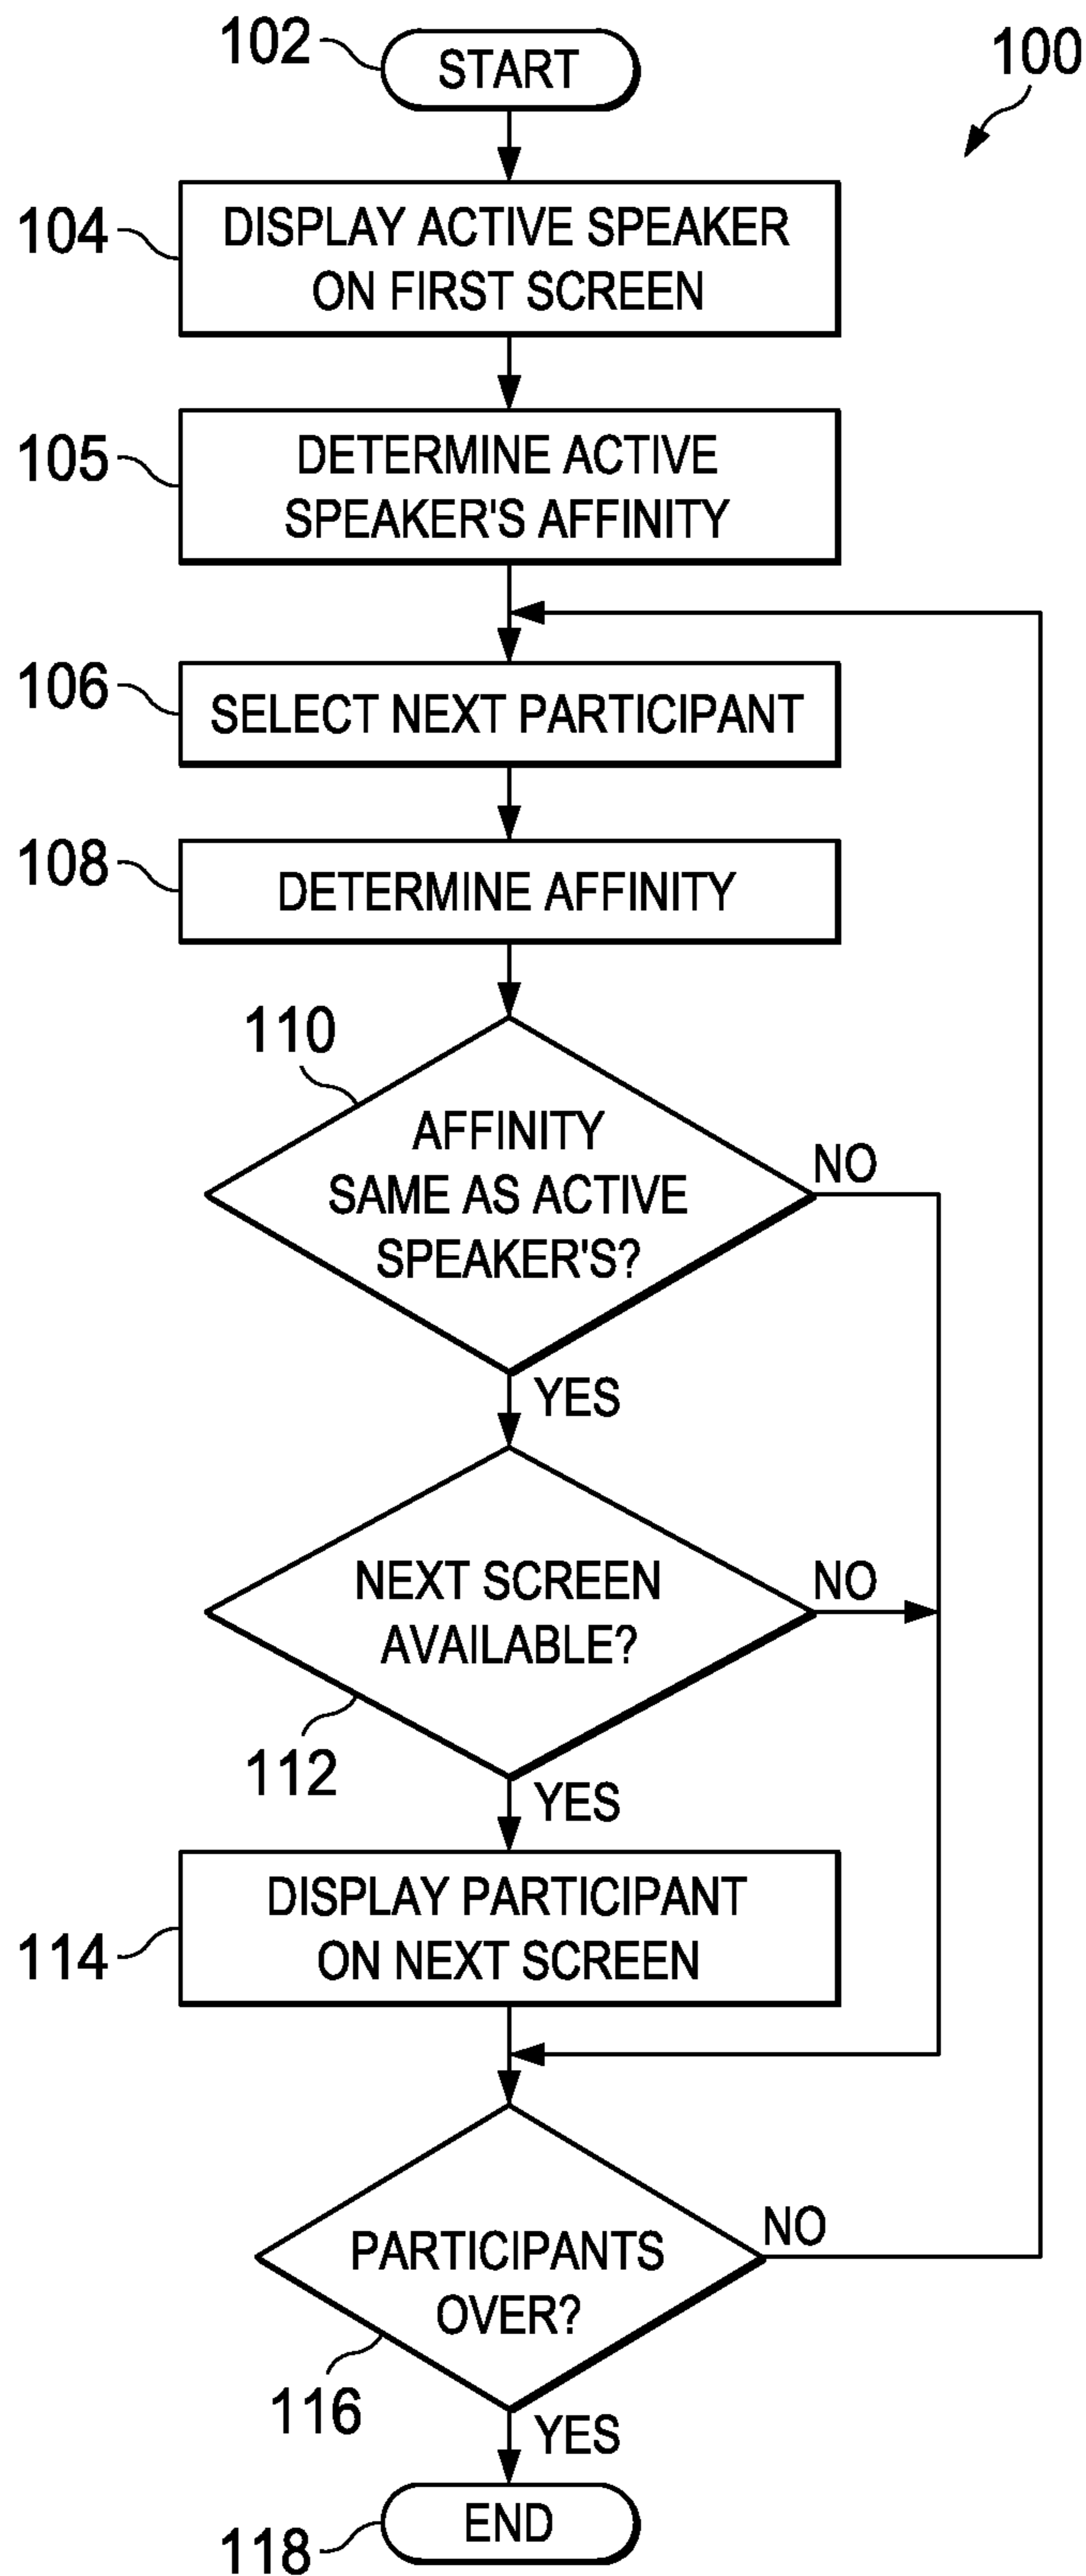 102
START
100
104
DISPLAY ACTIVE SPEAKER
ON FIRST SCREEN
105
DETERMINE ACTIVE
SPEAKER'S AFFINITY
106
SELECT NEXT PARTICIPANT
108
DETERMINE AFFINITY
110
AFFINITY
SAME AS ACTIVE
SPEAKER'S?
NO
YES
NEXT SCREEN
AVAILABLE?
NO
112
YES
DISPLAY PARTICIPANT
ON NEXT SCREEN
114
PARTICIPANTS
OVER?
NO
116
YES
END
118